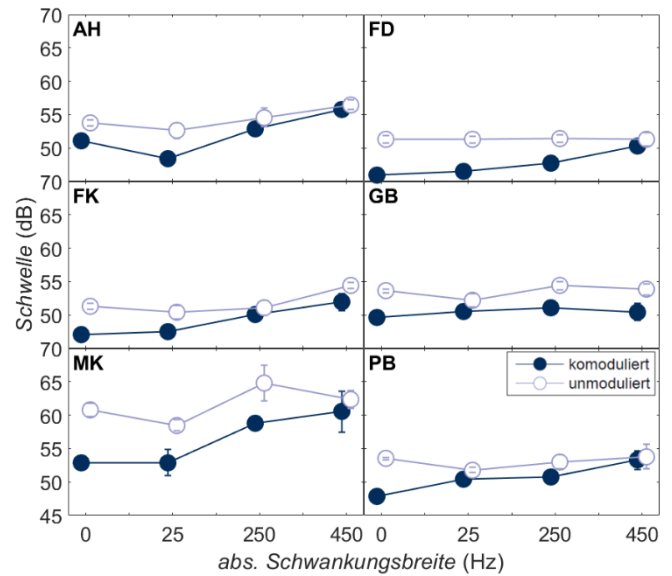 70
65
60
55
50
AH
FD
70
65
60
55
50
FK
GB
70
65
60
55
50
45
MK
PB
komoduliert
unmoduliert
0 25 250 450
0 25 250 450
Schwelle (dB)
abs. Schwankungsbreite (Hz)